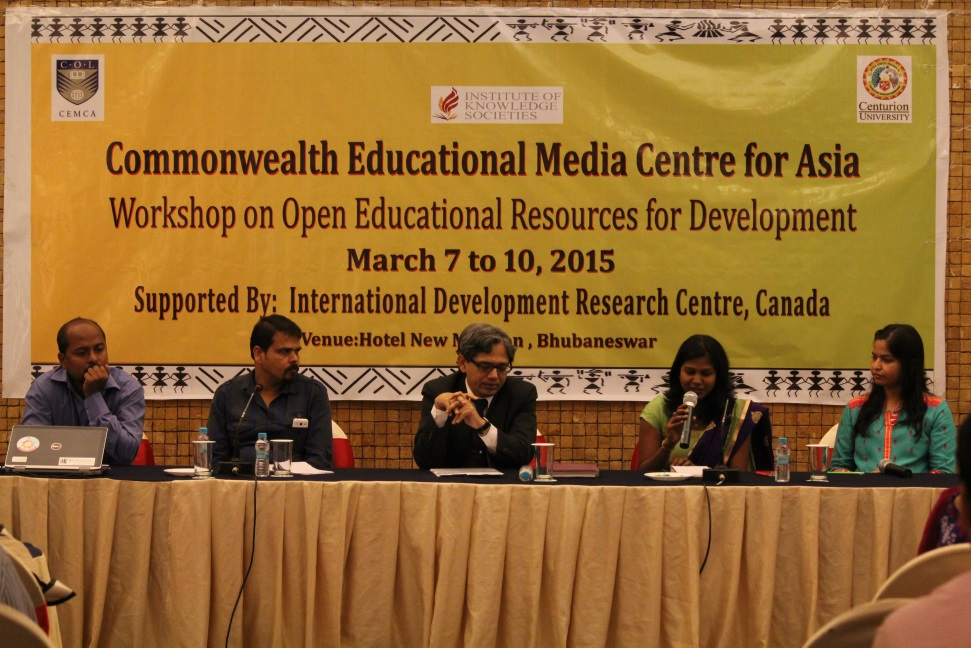 C·O·L
CEMCA
INSTITUTE OF
KNOWLEDGE
SOCIETIES
Centurion
UNIVERSITY
Commonwealth Educational Media Centre for Asia
Workshop on Open Educational Resources for Development
March 7 to 10, 2015
Supported By: International Development Research Centre, Canada
Venue:Hotel New , Bhubaneswar